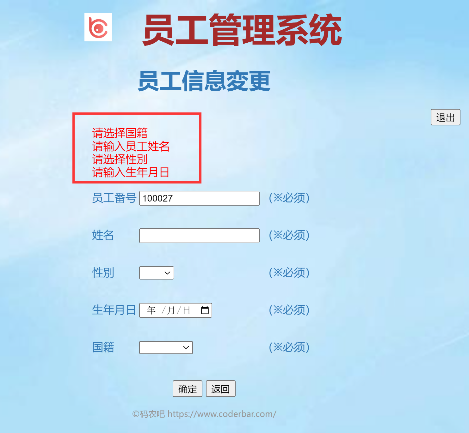 员工管理系统
员工信息变更
退出
请选择国籍
请输入员工姓名
请选择性别
请输入生年月日
员工番号 100027 (※必须)
姓名 (※必须)
性别 (※必须)
生年月日 年 /月/日 (※必须)
国籍 (※必须)
确定 返回
©码农吧 https://www.coderbar.com/